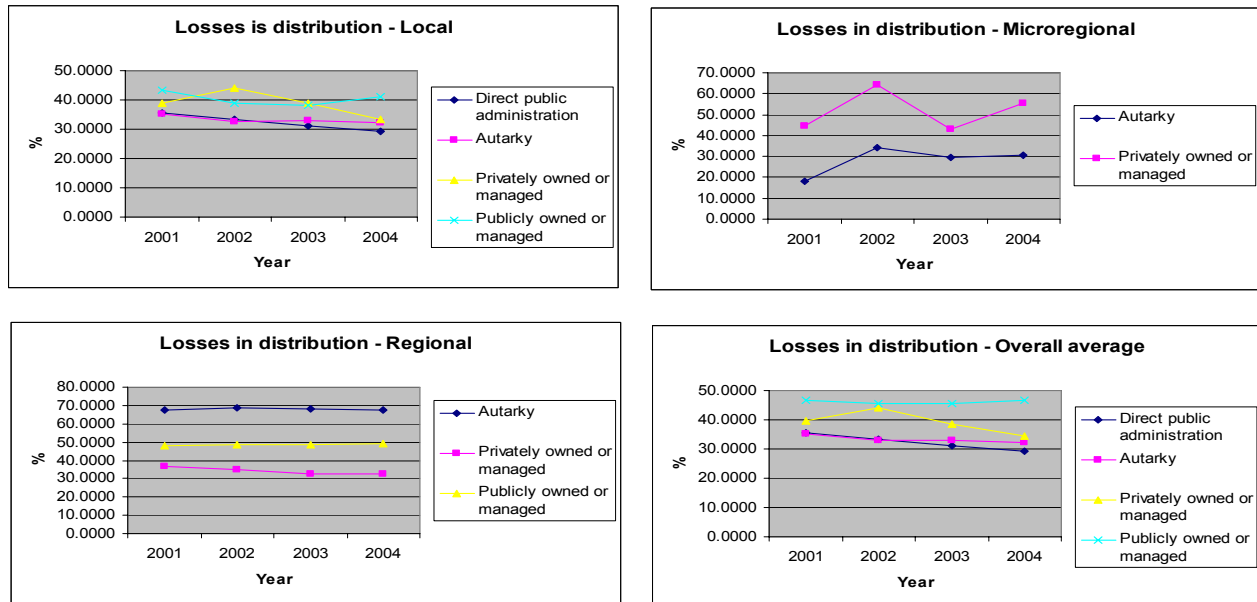 Losses is distribution - Local
50.0000
40.0000
30.0000
20.0000
10.0000
0.0000
%
2001 2002 2003 2004
Year
Direct public
administration
Autarky
Privately owned or
managed
Publicly owned or
managed
Losses in distribution - Microregional
70.0000
60.0000
50.0000
40.0000
30.0000
20.0000
10.0000
0.0000
%
2001 2002 2003 2004
Year
Autarky
Privately owned or
managed
Losses in distribution - Regional
80.0000
70.0000
60.0000
50.0000
40.0000
30.0000
20.0000
10.0000
0.0000
%
2001 2002 2003 2004
Year
Autarky
Privately owned or
managed
Publicly owned or
managed
Losses in distribution - Overall average
50.0000
40.0000
30.0000
20.0000
10.0000
0.0000
%
2001 2002 2003 2004
Year
Direct public
administration
Autarky
Privately owned or
managed
Publicly owned or
managed